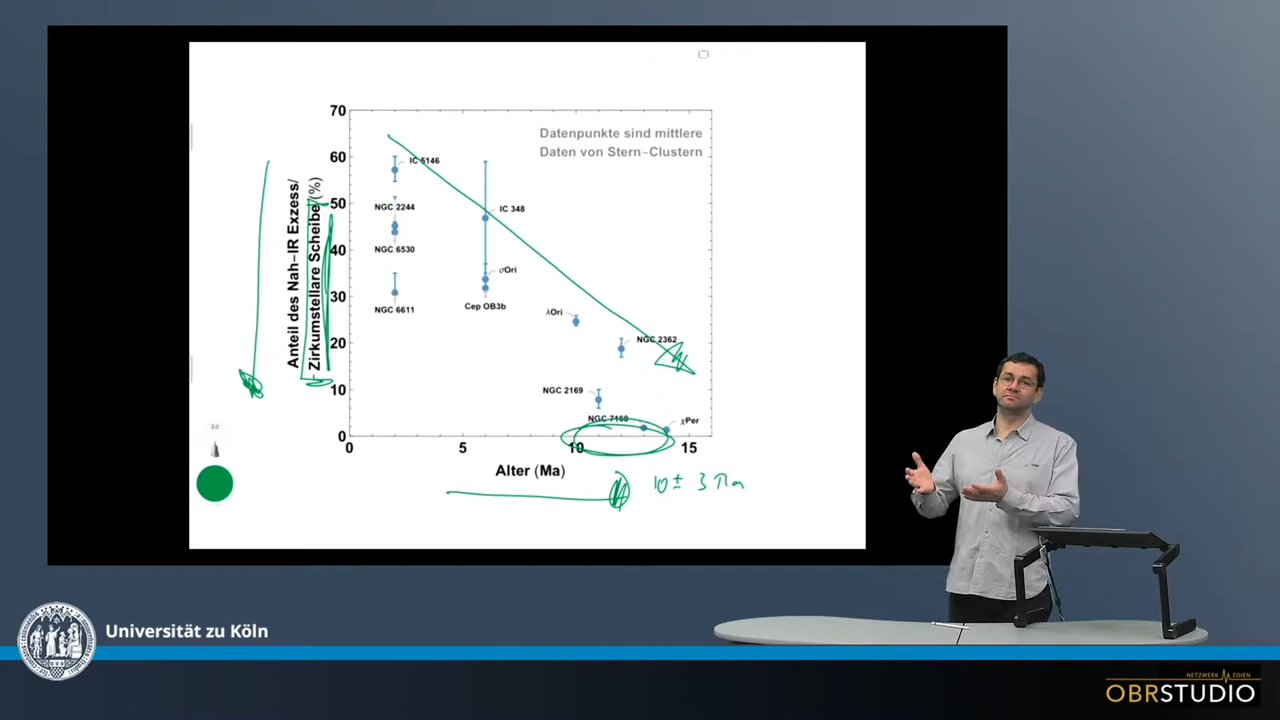 70
60
50
40
30
20
10
0
Anteil des Nah-IR Exzess/
Zirkumstellare Scheibe (%)
Datenpunkte sind mittlere
Daten von Stern-Clustern
IC 5146
NGC 2244
IC 348
NGC 6530
σOri
NGC 6611
Cep OB3b
λOri
NGC 2362
NGC 2169
NGC 7160
χPer
0 5 10 15
Alter (Ma)
10 ± 3 Ma
3.0
Universität zu Köln
NETZWERK MEDIEN
OBRSTUDIO